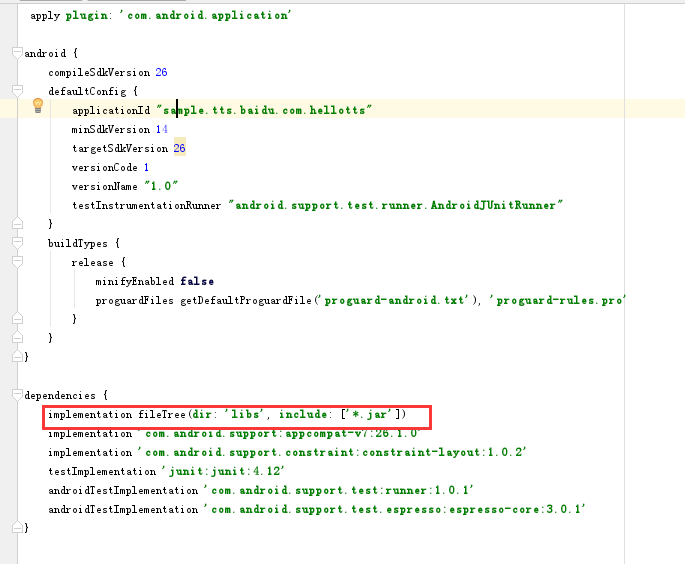 apply plugin: 'com.android.application'
android {
compileSdkVersion 26
defaultConfig {
applicationId "sample.tts.baidu.com.hellotts"
minSdkVersion 14
targetSdkVersion 26
versionCode 1
versionName "1.0"
testInstrumentationRunner "android.support.test.runner.AndroidJUnitRunner"
}
buildTypes {
release {
minifyEnabled false
proguardFiles getDefaultProguardFile('proguard-android.txt'), 'proguard-rules.pro'
}
}
}
dependencies {
implementation fileTree(dir: 'libs', include: ['*.jar'])
implementation 'com.android.support:appcompat-v7:26.1.0'
implementation 'com.android.support.constraint:constraint-layout:1.0.2'
testImplementation 'junit:junit:4.12'
androidTestImplementation 'com.android.support.test:runner:1.0.1'
androidTestImplementation 'com.android.support.test.espresso:espresso-core:3.0.1'
}